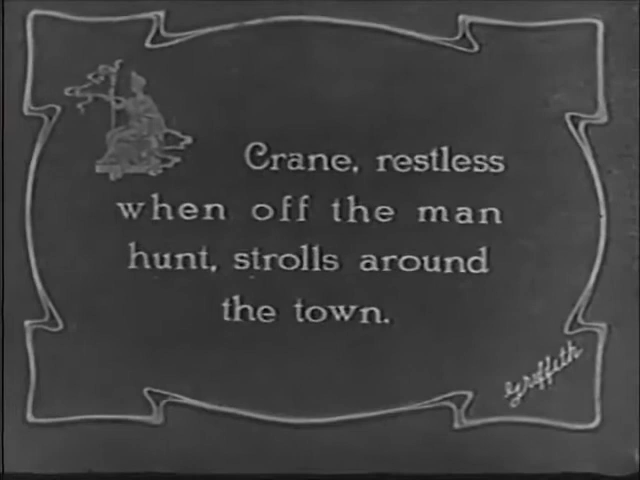 Crane, restless
when off the man
hunt, strolls around
the town.
Griffith